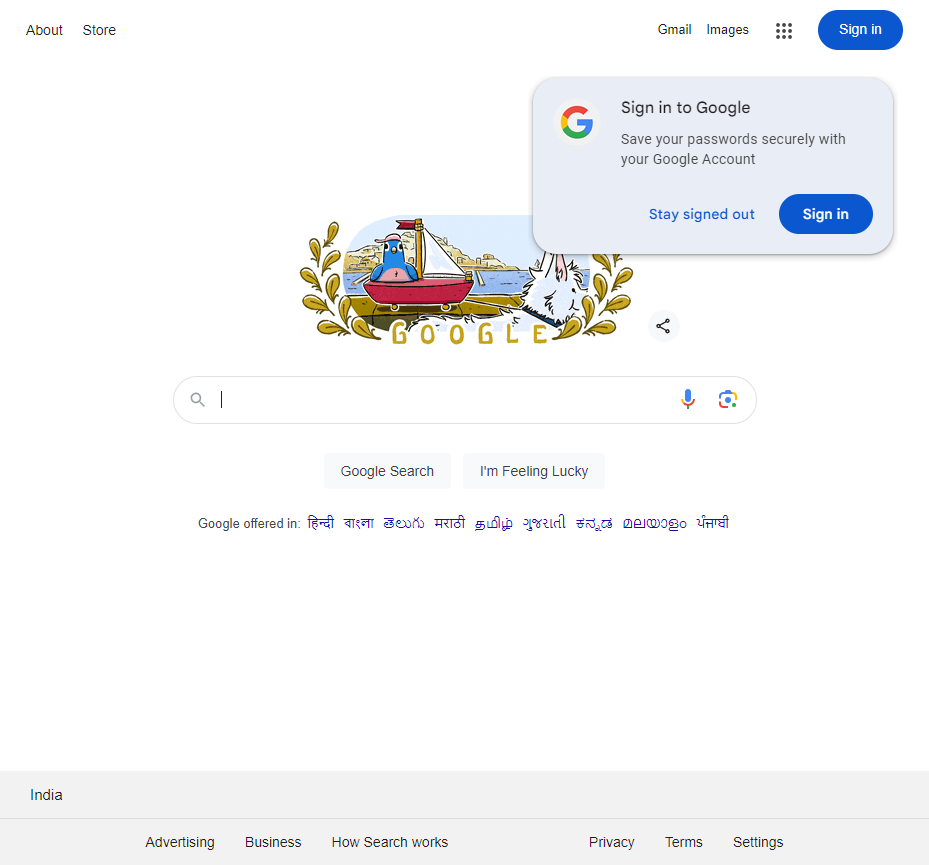 About Store Gmail Images Sign in
Sign in to Google
Save your passwords securely with
your Google Account
Stay signed out Sign in
GOOGLE
Google Search I'm Feeling Lucky
Google offered in: हिन्दी বাংলা తెలుగు मराठी தமிழ் ગુજરાતી ಕನ್ನಡ മലയാളം ਪੰਜਾਬੀ
India
Advertising Business How Search works Privacy Terms Settings